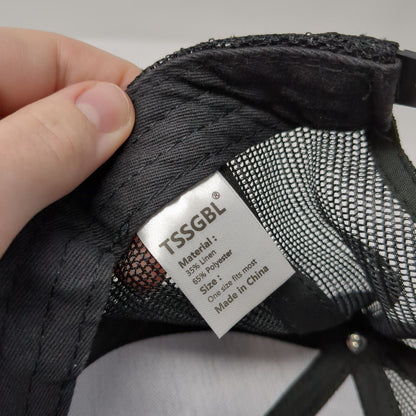 TSSGBL®
Material :
35% Linen
65% Polyester
Size :
One size fits most
Made in China